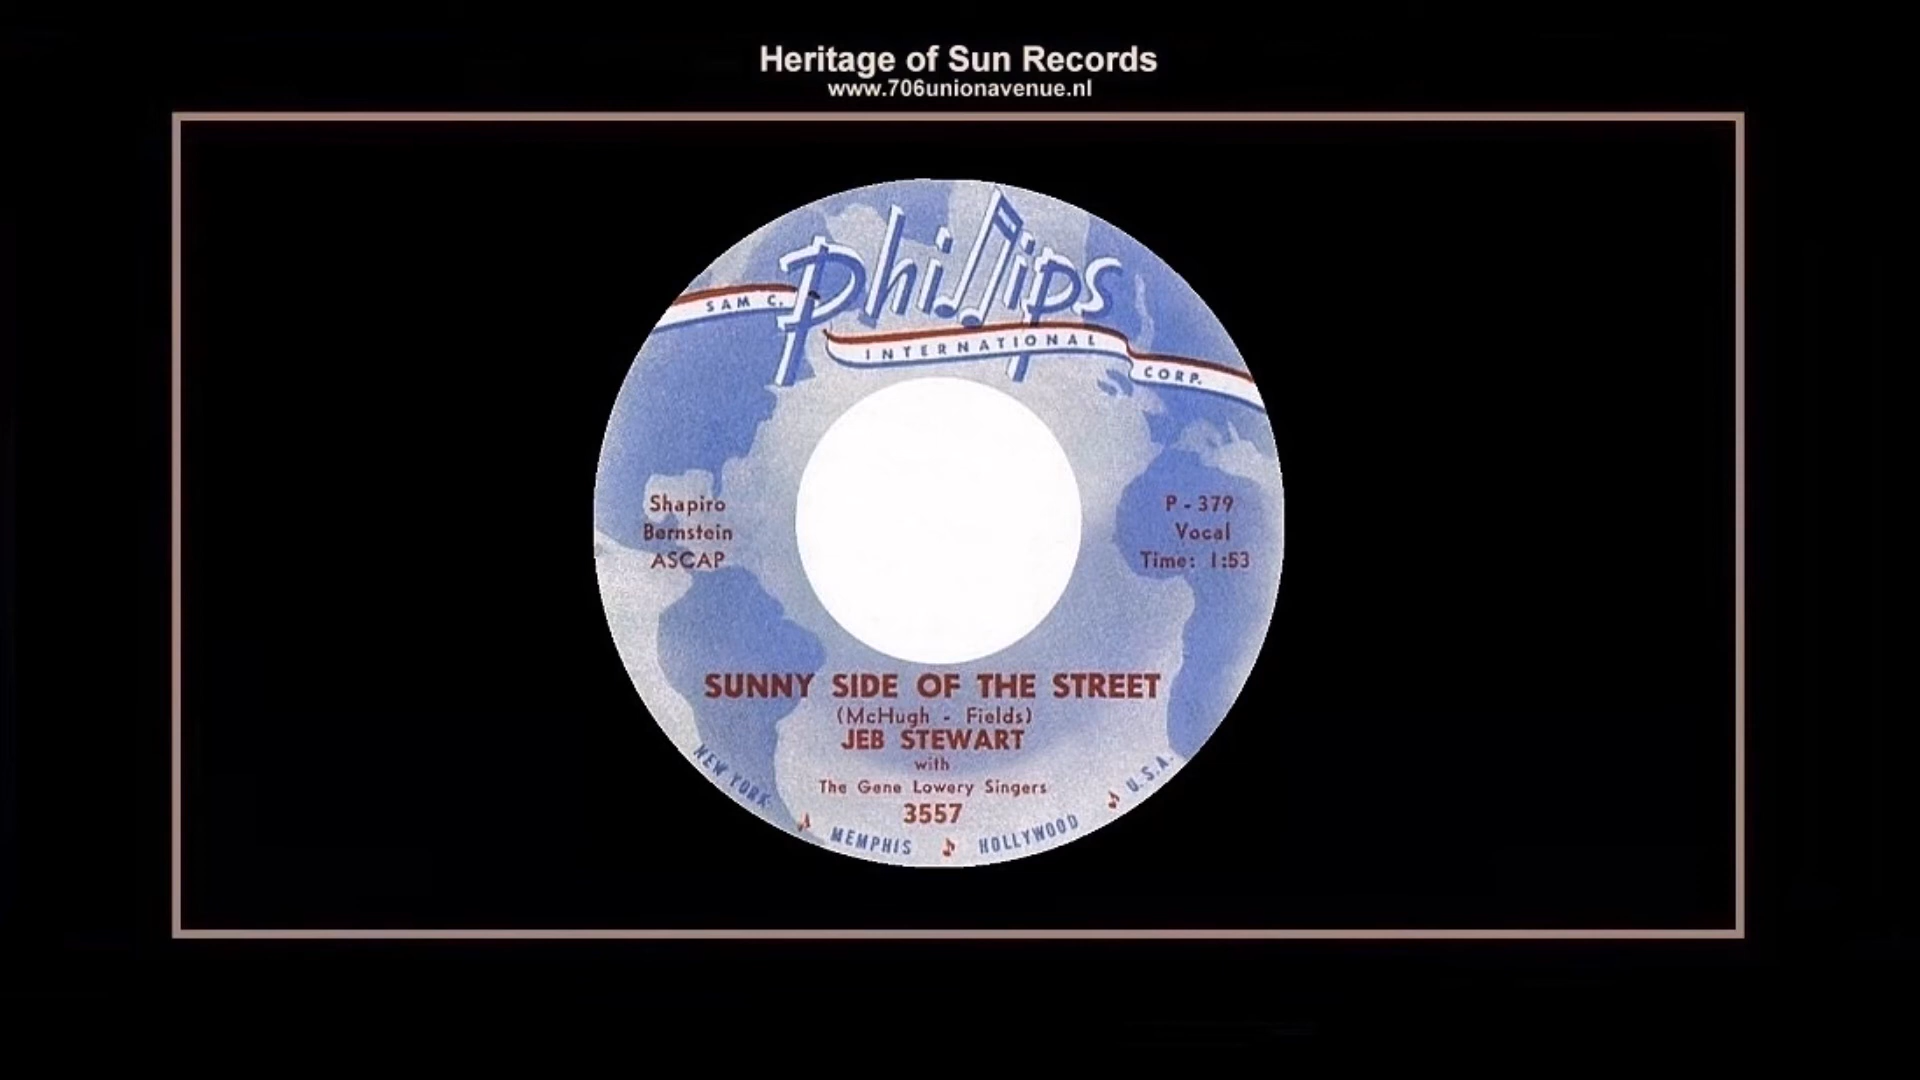 Heritage of Sun Records
www.706unionavenue.nl
SAM C.
phillips
INTERNATIONAL
CORP.
Shapiro
Bernstein
ASCAP
P - 379
Vocal
Time: 1:53
SUNNY SIDE OF THE STREET
(McHugh - Fields)
JEB STEWART
with
The Gene Lowery Singers
3557
NEW YORK MEMPHIS HOLLYWOOD U.S.A.